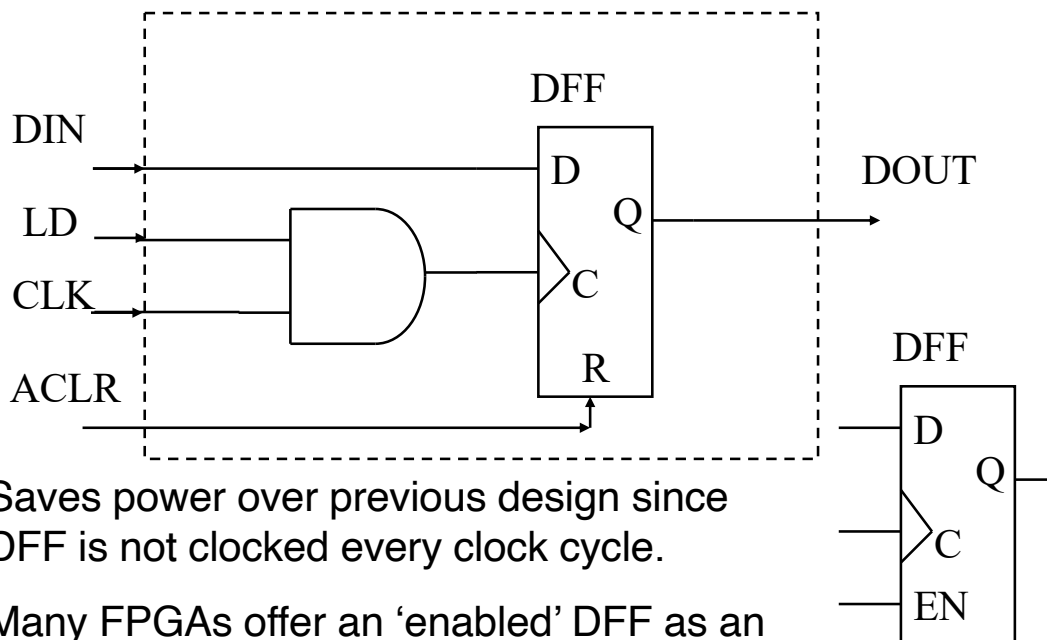 DFF
DIN
D
DOUT
LD
Q
C
CLK
DFF
R
ACLR
D
Q
Saves power over previous design since
DFF is not clocked every clock cycle.
C
EN
Many FPGAs offer an ‘enabled’ DFF as an